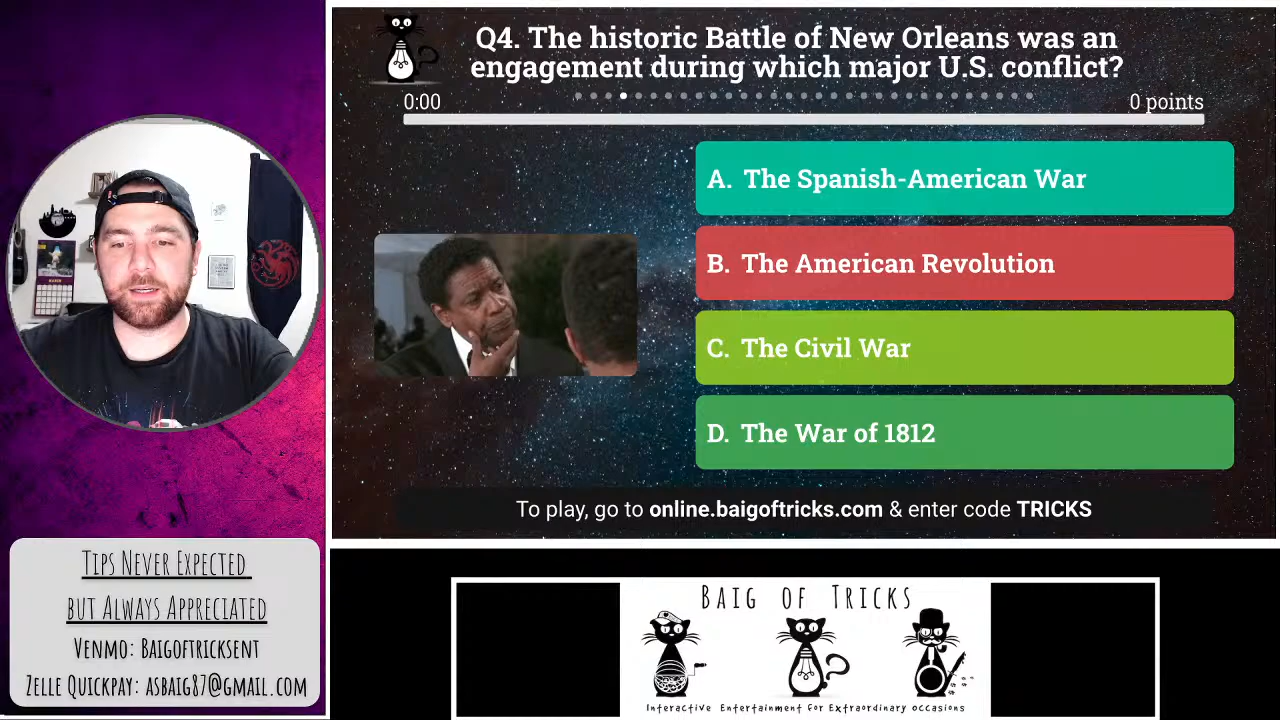 Q4. The historic Battle of New Orleans was an
engagement during which major U.S. conflict?
0:00
0 points
A. The Spanish-American War
B. The American Revolution
C. The Civil War
D. The War of 1812
To play, go to online.baigoftricks.com & enter code TRICKS
Tips Never Expected
but Always Appreciated
Venmo: Baigoftricksent
Zelle Quickpay: asbaig87@gmail.com
Baig of Tricks
Interactive Entertainment for Extraordinary occasions